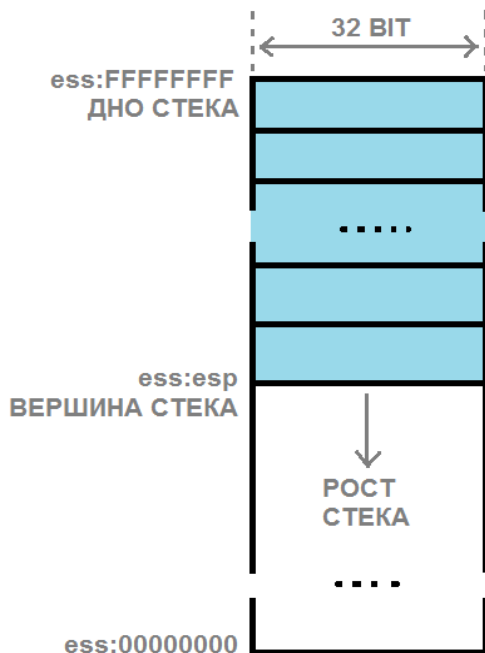 32 BIT
ess:FFFFFFFF
ДНО СТЕКА
ess:esp
ВЕРШИНА СТЕКА
РОСТ
СТЕКА
ess:00000000